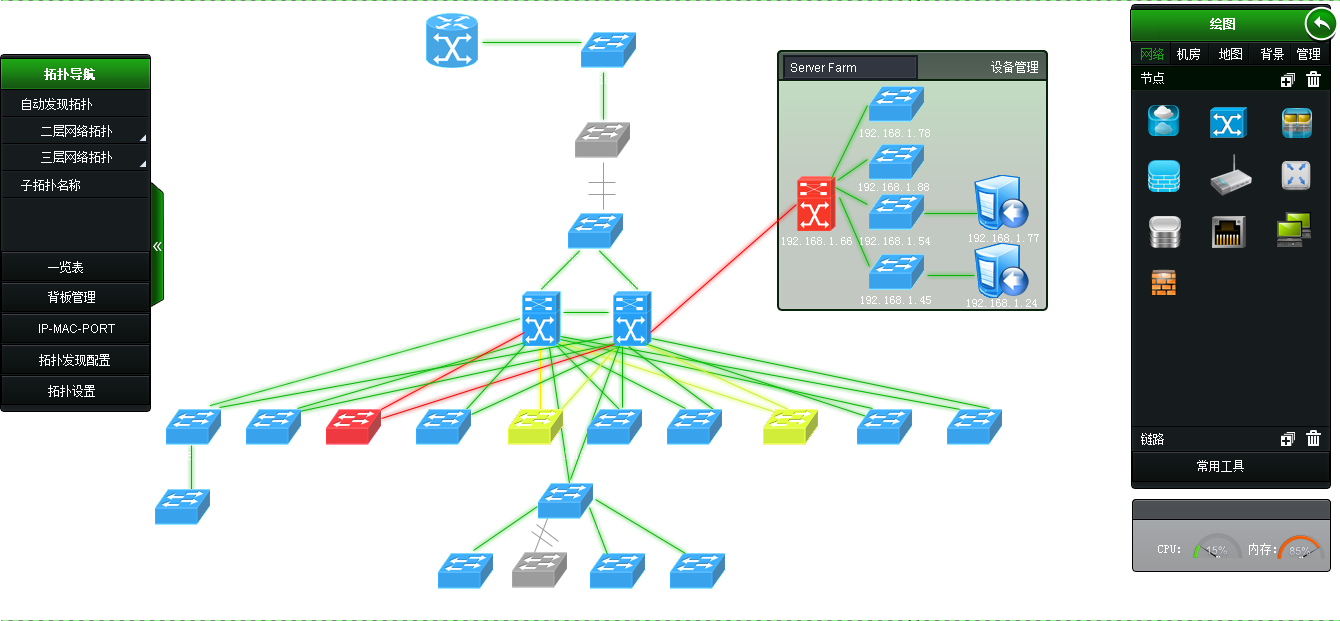 拓扑导航
自动发现拓扑
二层网络拓扑
三层网络拓扑
子拓扑名称
«
一览表
背板管理
IP-MAC-PORT
拓扑发现配置
拓扑设置
Server Farm
设备管理
192.168.1.78
192.168.1.88
192.168.1.66
192.168.1.54
192.168.1.77
192.168.1.45
192.168.1.24
绘图
网络 机房 地图 背景 管理
节点
链路
常用工具
CPU: 15% 内存: 85%